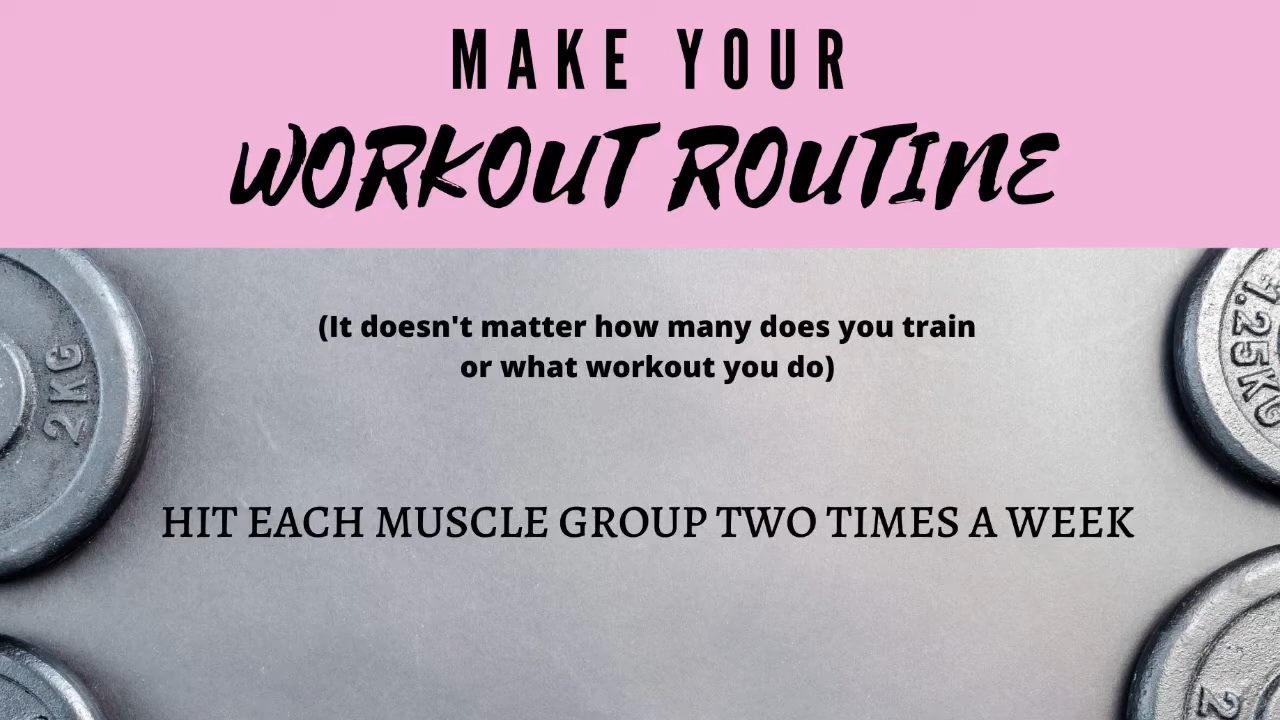 MAKE YOUR
WORKOUT ROUTINE
(It doesn't matter how many does you train
or what workout you do)
2KG
1.25KG
HIT EACH MUSCLE GROUP TWO TIMES A WEEK
2